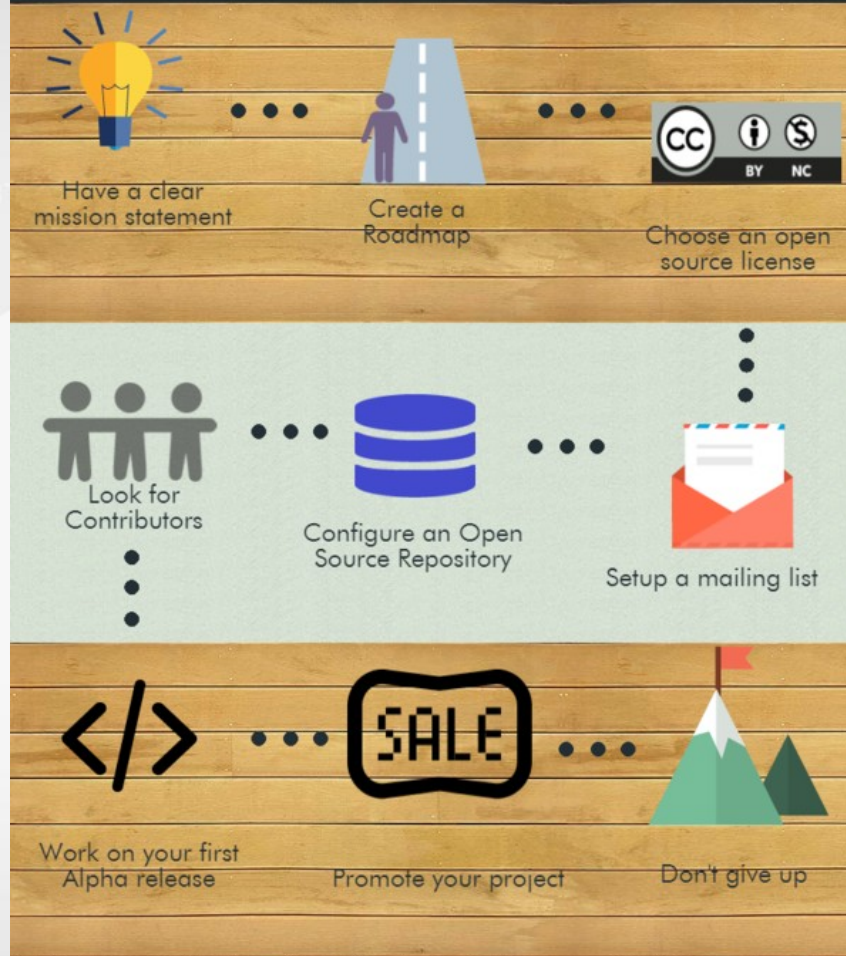 Have a clear
mission statement
Create a
Roadmap
CC
BY NC
Choose an open
source license
Look for
Contributors
Configure an Open
Source Repository
Setup a mailing list
SALE
Work on your first
Alpha release
Promote your project
Don't give up